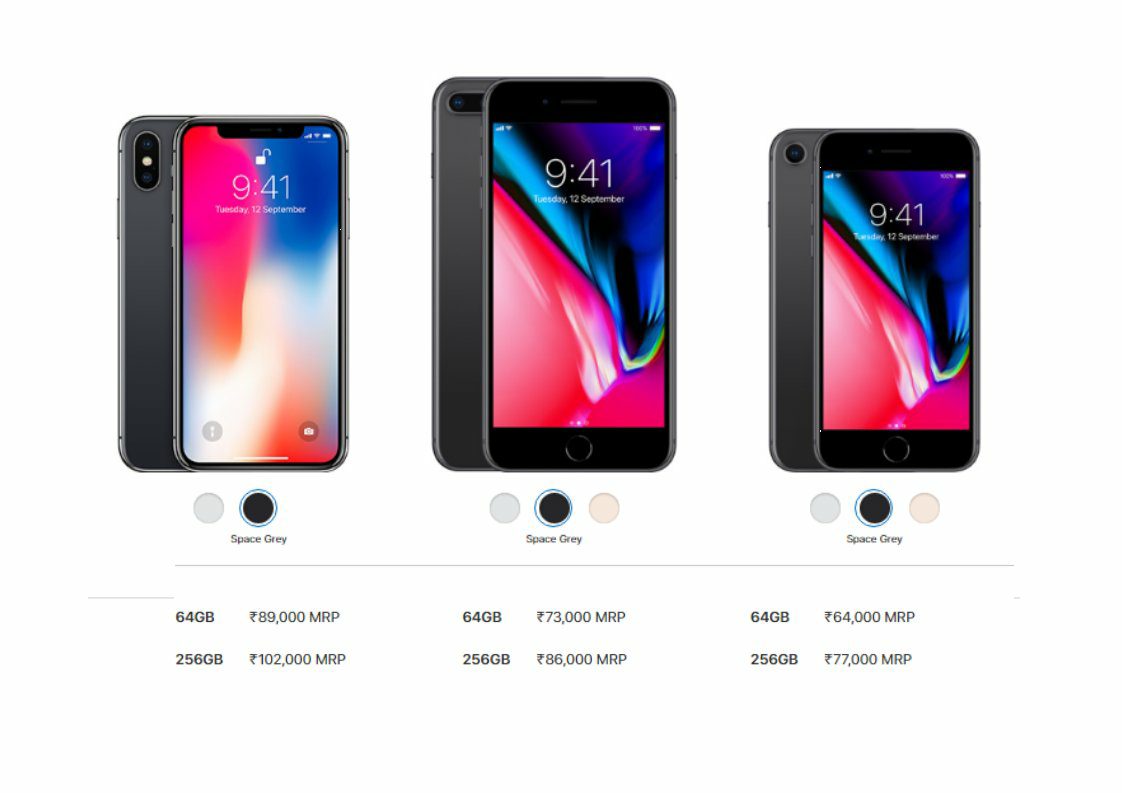 9:41
Tuesday, 12 September
100%
9:41
Tuesday, 12 September
100%
9:41
Tuesday, 12 September
Space Grey
Space Grey
Space Grey
64GB ₹89,000 MRP
256GB ₹102,000 MRP
64GB ₹73,000 MRP
256GB ₹86,000 MRP
64GB ₹64,000 MRP
256GB ₹77,000 MRP